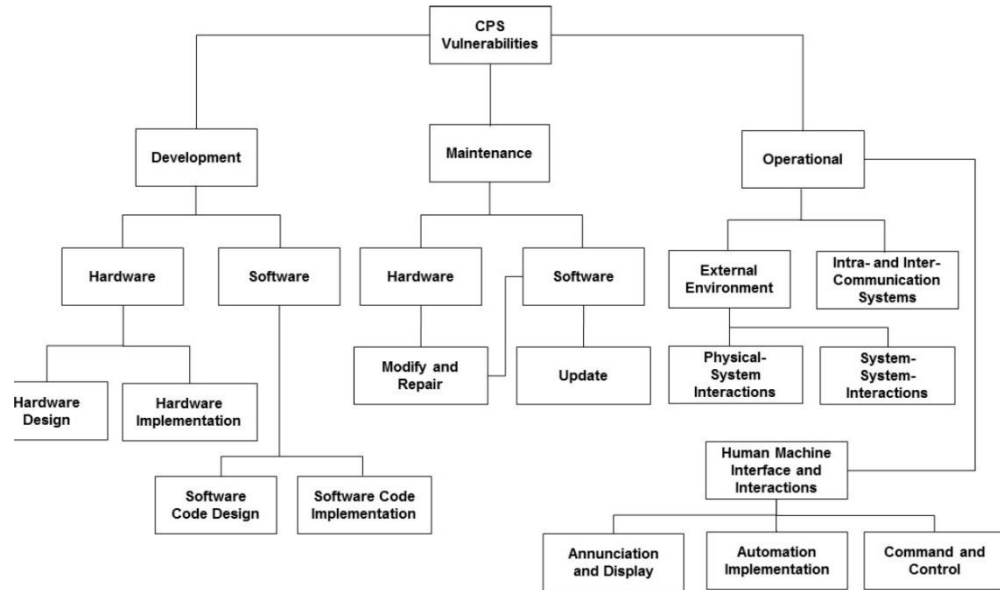 CPS
Vulnerabilities
Development
Maintenance
Operational
Hardware
Software
Hardware
Software
External
Environment
Intra- and Inter-
Communication
Systems
Modify and
Repair
Update
Physical-
System
Interactions
System-
System-
Interactions
Hardware
Design
Hardware
Implementation
Human Machine
Interface and
Interactions
Software
Code Design
Software Code
Implementation
Annunciation
and Display
Automation
Implementation
Command and
Control